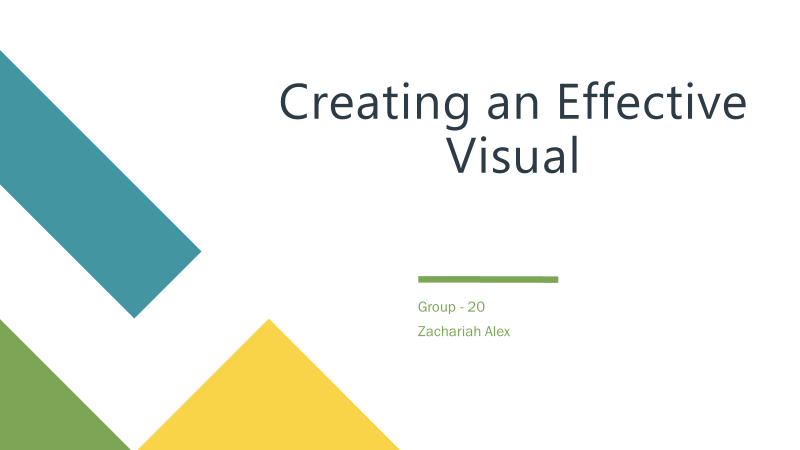 Creating an Effective
Visual
Group - 20
Zachariah Alex